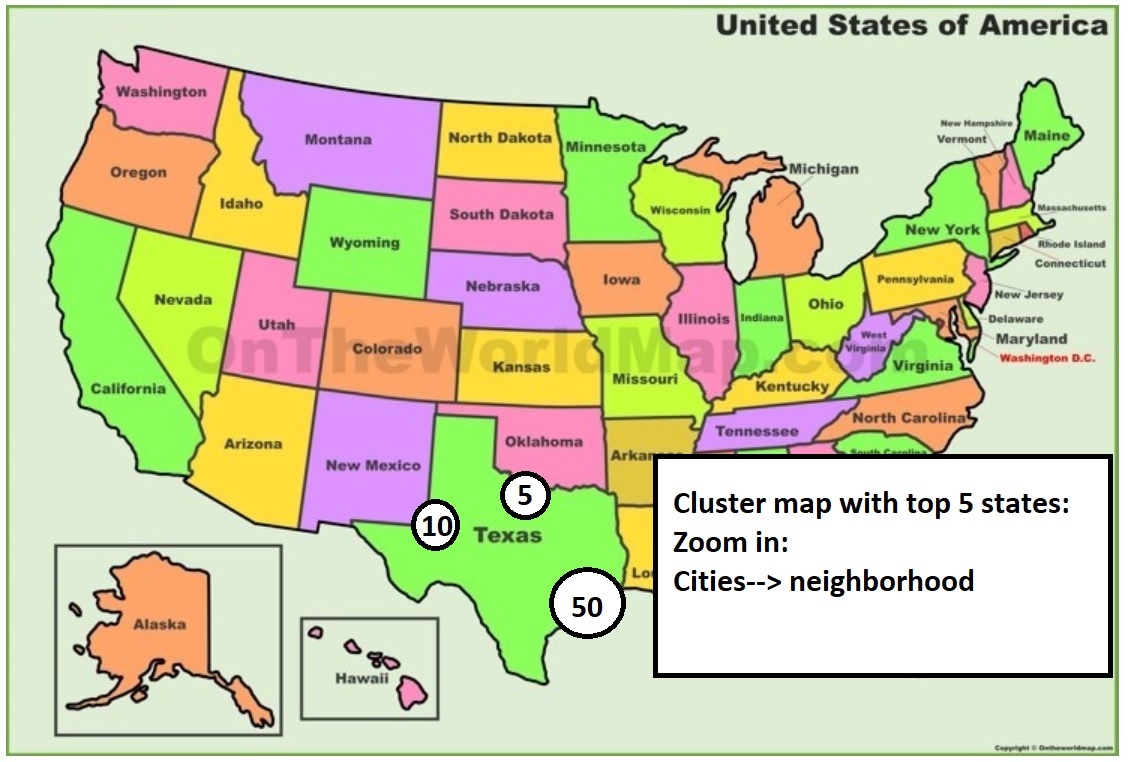 United States of America
Washington
Montana
North Dakota
Minnesota
Oregon
Idaho
South Dakota
Wisconsin
Michigan
New Hampshire
Vermont
Maine
Massachusetts
New York
Rhode Island
Connecticut
Wyoming
Nebraska
Iowa
Pennsylvania
New Jersey
Nevada
Utah
Colorado
Kansas
Illinois
Indiana
Ohio
West
Virginia
Virginia
Delaware
Maryland
Washington D.C.
OnTheWorldMap.com
California
Missouri
Kentucky
Arizona
New Mexico
Oklahoma
Arkansas
Tennessee
North Carolina
South Carolina
5
10
Texas
50
Lou
Cluster map with top 5 states:
Zoom in:
Cities--> neighborhood
Alaska
Hawaii
Copyright © Ontheworldmap.com